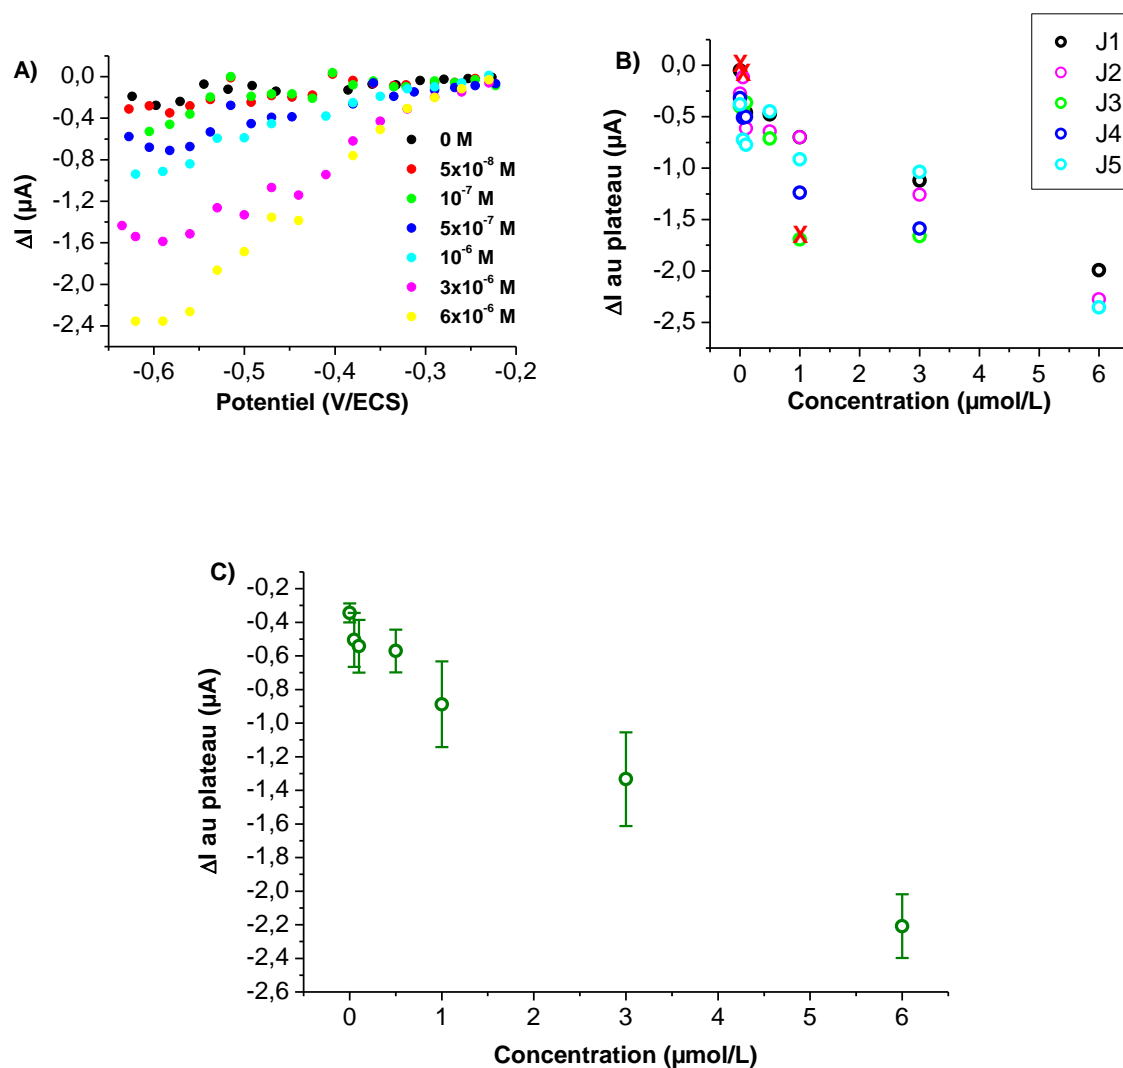 A)
0,0
-0,4
-0,8
-1,2
-1,6
-2,0
-2,4
ΔI (µA)
0 M
5x10⁻⁸ M
10⁻⁷ M
5x10⁻⁷ M
10⁻⁶ M
3x10⁻⁶ M
6x10⁻⁶ M
-0,6 -0,5 -0,4 -0,3 -0,2
Potentiel (V/ECS)
B)
0,0
-0,5
-1,0
-1,5
-2,0
-2,5
ΔI au plateau (µA)
X
X
X
J1
J2
J3
J4
J5
0 1 2 3 4 5 6
Concentration (µmol/L)
C)
-0,2
-0,4
-0,6
-0,8
-1,0
-1,2
-1,4
-1,6
-1,8
-2,0
-2,2
-2,4
-2,6
ΔI au plateau (µA)
0 1 2 3 4 5 6
Concentration (µmol/L)